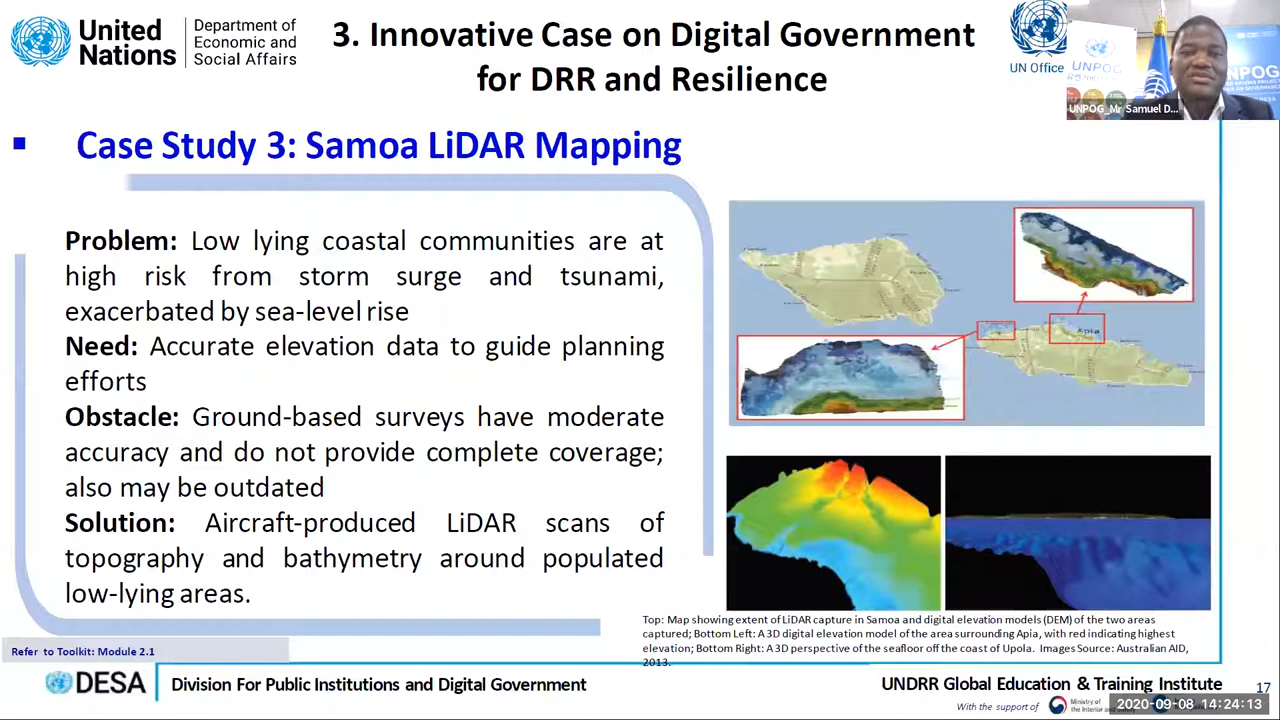 United
Nations
Department of
Economic and
Social Affairs
3. Innovative Case on Digital Government
for DRR and Resilience
UN Office
UNPOG
UNPOG
UNPOG_Mr Samuel D...
▪ Case Study 3: Samoa LiDAR Mapping
Problem: Low lying coastal communities are at
high risk from storm surge and tsunami,
exacerbated by sea-level rise
Need: Accurate elevation data to guide planning
efforts
Obstacle: Ground-based surveys have moderate
accuracy and do not provide complete coverage;
also may be outdated
Solution: Aircraft-produced LiDAR scans of
topography and bathymetry around populated
low-lying areas.
Apia
Top: Map showing extent of LiDAR capture in Samoa and digital elevation models (DEM) of the two areas
captured; Bottom Left: A 3D digital elevation model of the area surrounding Apia, with red indicating highest
elevation; Bottom Right: A 3D perspective of the seafloor off the coast of Upola. Images Source: Australian AID,
2013.
Refer to Toolkit: Module 2.1
DESA
Division For Public Institutions and Digital Government
UNDRR Global Education & Training Institute
17
With the support of
Ministry of
the Interior and
2020-09-08 14:24:13